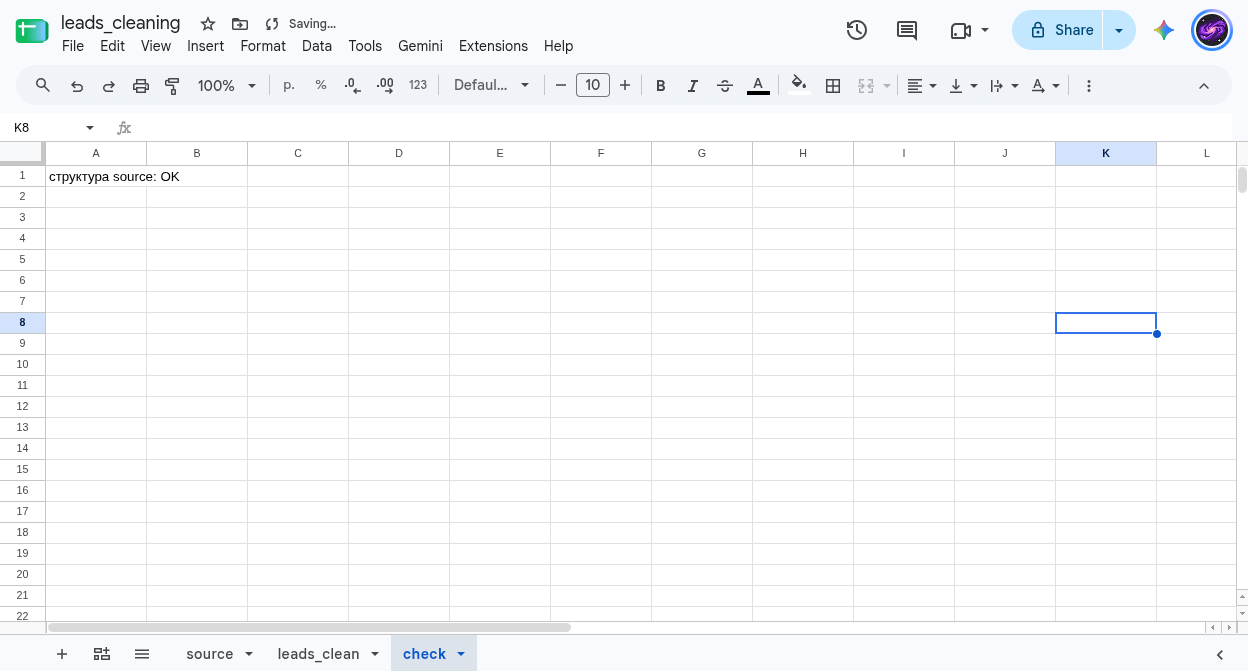 leads_cleaning Saving...
File Edit View Insert Format Data Tools Gemini Extensions Help
Share
100% р. % .0 .00 123 Defaul... 10 B I S A A
K8 fx
A B C D E F G H I J K L
1 структура source: OK
2
3
4
5
6
7
8
9
10
11
12
13
14
15
16
17
18
19
20
21
22
source leads_clean check